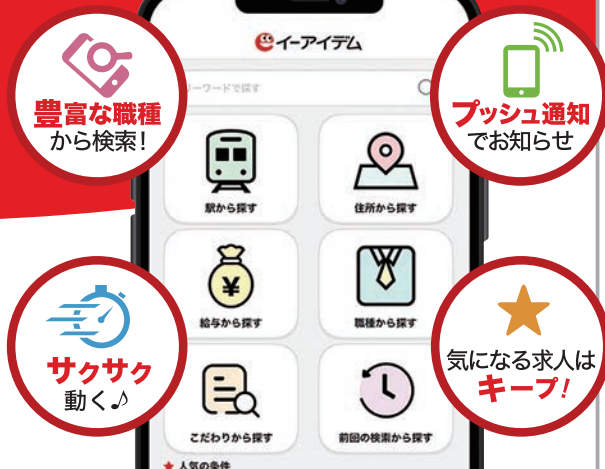 イーアイデム
ーワードで探す
豊富な職種
から検索!
プッシュ通知
でお知らせ
駅から探す
住所から探す
給与から探す
職種から探す
サクサク
動く♪
気になる求人は
キープ!
こだわりから探す
前回の検索から探す
★人気の条件